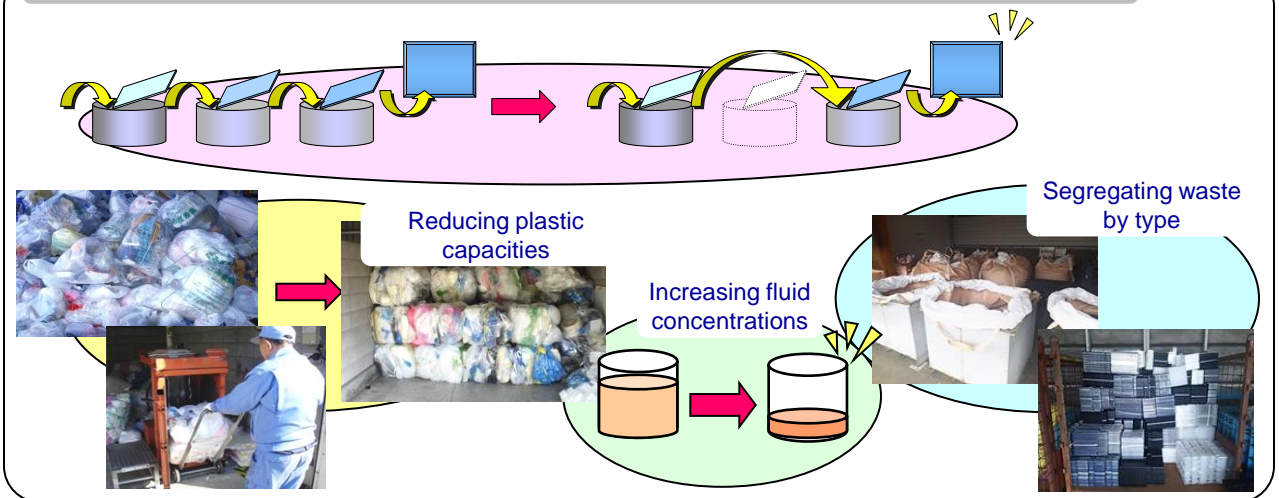 Reducing plastic
capacities
Increasing fluid
concentrations
Segregating waste
by type